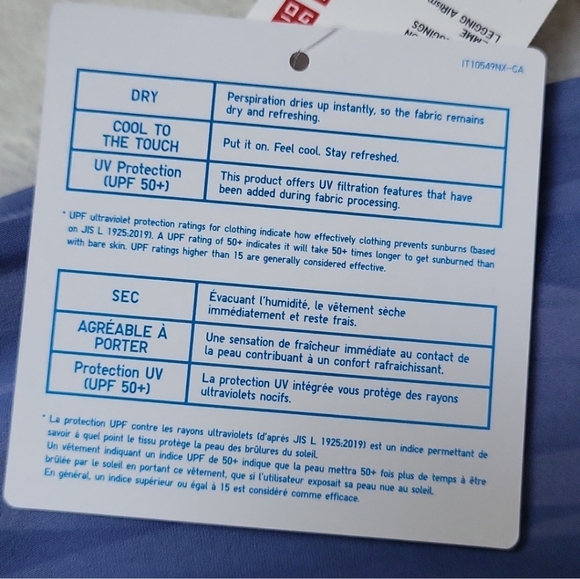 LEGGING AIRism
IT10549NX-CA
DRY
Perspiration dries up instantly, so the fabric remains
dry and refreshing.
COOL TO
THE TOUCH
Put it on. Feel cool. Stay refreshed.
UV Protection
(UPF 50+)
This product offers UV filtration features that have
been added during fabric processing.
* UPF ultraviolet protection ratings for clothing indicate how effectively clothing prevents sunburns (based
on JIS L 1925:2019). A UPF rating of 50+ indicates it will take 50+ times longer to get sunburned than
with bare skin. UPF ratings higher than 15 are generally considered effective.
SEC
Évacuant l'humidité, le vêtement sèche
immédiatement et reste frais.
AGRÉABLE À
PORTER
Une sensation de fraîcheur immédiate au contact de
la peau contribuant à un confort rafraichissant.
Protection UV
(UPF 50+)
La protection UV intégrée vous protège des rayons
ultraviolets nocifs.
* La protection UPF contre les rayons ultraviolets (d'après JIS L 1925:2019) est un indice permettant de
savoir à quel point le tissu protège la peau des brûlures du soleil.
Un vêtement indiquant un indice UPF de 50+ indique que la peau mettra 50+ fois plus de temps à être
brûlée par le soleil en portant ce vêtement, que si l'utilisateur exposait sa peau nue au soleil.
En général, un indice supérieur ou égal à 15 est considéré comme efficace.